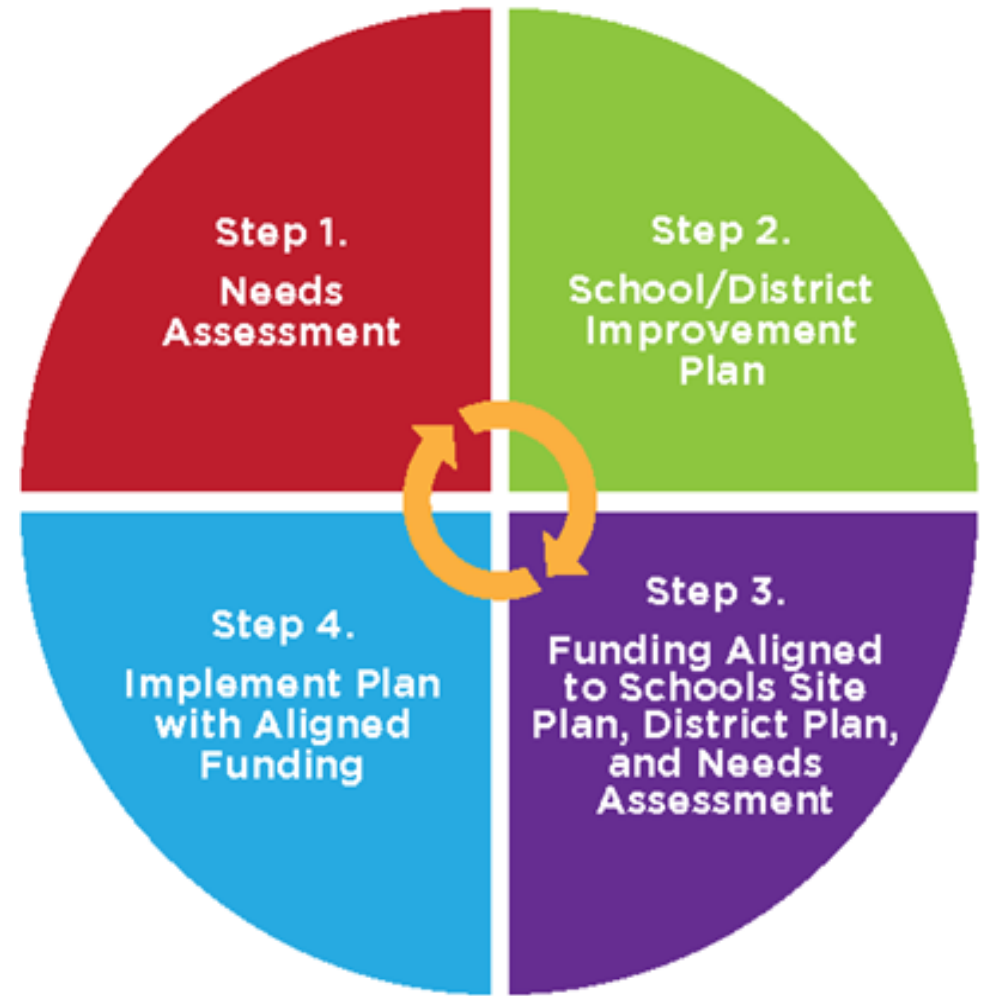 Step 1.
Needs
Assessment
Step 2.
School/District
Improvement
Plan
Step 3.
Funding Aligned
to Schools Site
Plan, District Plan,
and Needs
Assessment
Step 4.
Implement Plan
with Aligned
Funding